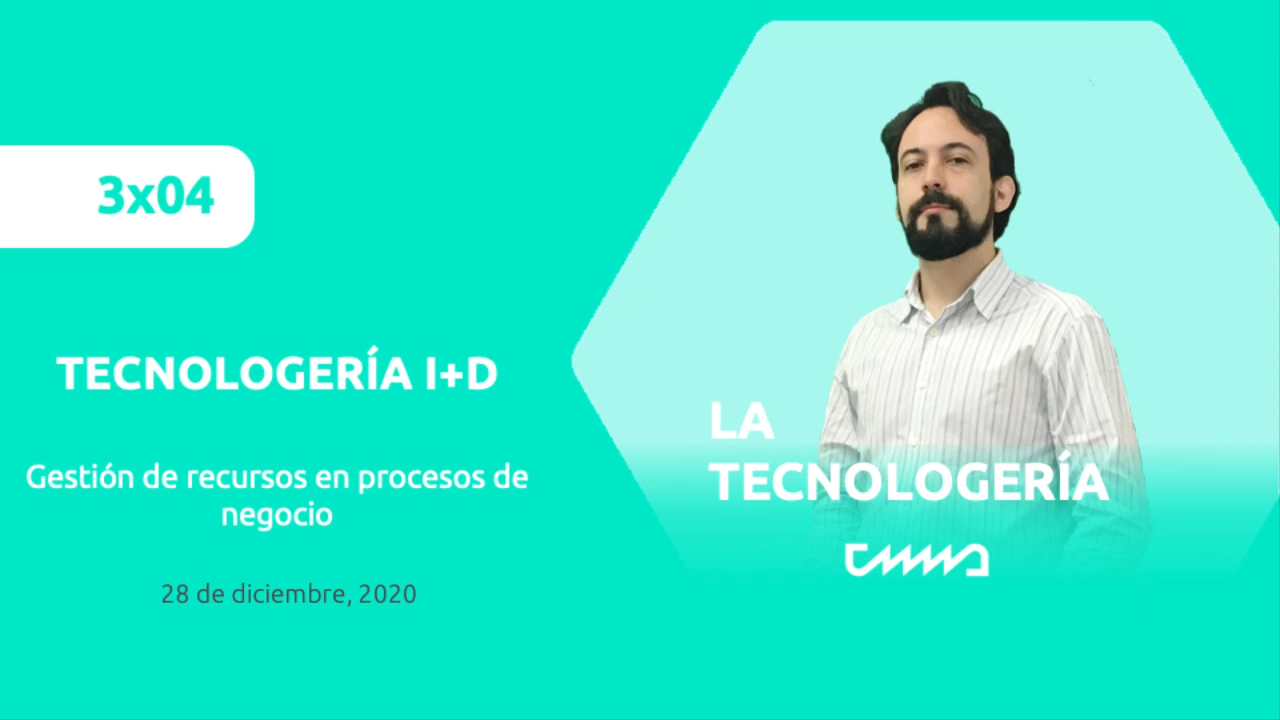 3x04
TECNOLOGERÍA I+D
Gestión de recursos en procesos de
negocio
28 de diciembre, 2020
LA
TECNOLOGERÍA